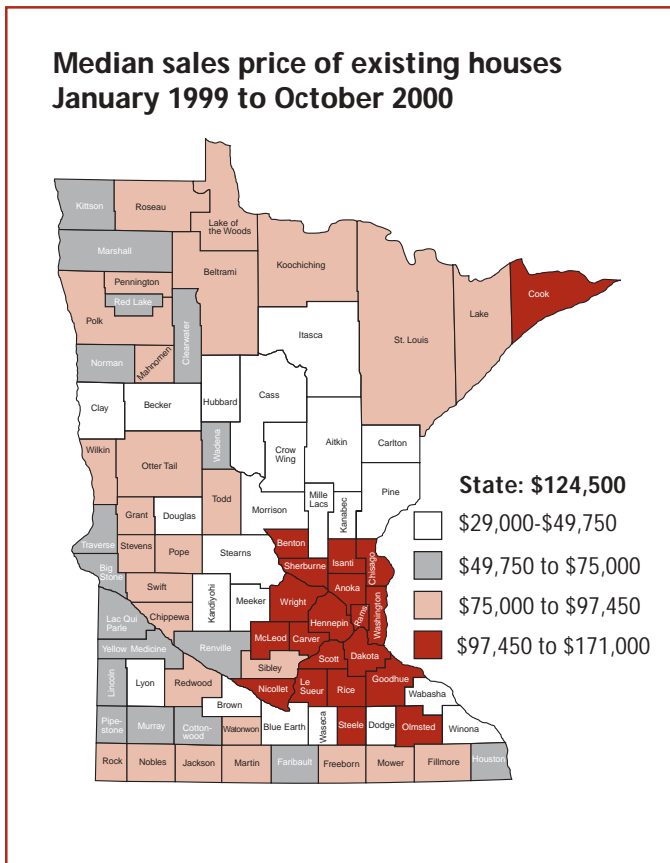 Median sales price of existing houses
January 1999 to October 2000
Kittson
Roseau
Lake of
the Woods
Marshall
Koochiching
Beltrami
Pennington
Red Lake
Polk
Clearwater
Cook
Lake
St. Louis
Itasca
Norman
Mahnomen
Cass
Hubbard
Becker
Clay
Wadena
Aitkin
Carlton
Crow
Wing
Wilkin
Otter Tail
Todd
Mille
Lacs
Kanabec
Pine
Morrison
Grant
Douglas
Traverse
Stevens
Pope
Stearns
Benton
Sherburne
Isanti
Chisago
Big
Stone
Swift
Kandiyohi
Meeker
Wright
Anoka
Washington
Rams.
Hennepin
Chippewa
Lac Qui
Parle
Yellow Medicine
Renville
McLeod
Carver
Scott
Dakota
Sibley
Goodhue
Lincoln
Lyon
Redwood
Nicollet
Le
Sueur
Rice
Wabasha
Brown
Pipe-
stone
Murray
Cotton-
wood
Watonwon
Blue Earth
Waseca
Steele
Dodge
Olmsted
Winona
Rock
Nobles
Jackson
Martin
Faribault
Freeborn
Mower
Fillmore
Houston
State: $124,500
$29,000-$49,750
$49,750 to $75,000
$75,000 to $97,450
$97,450 to $171,000